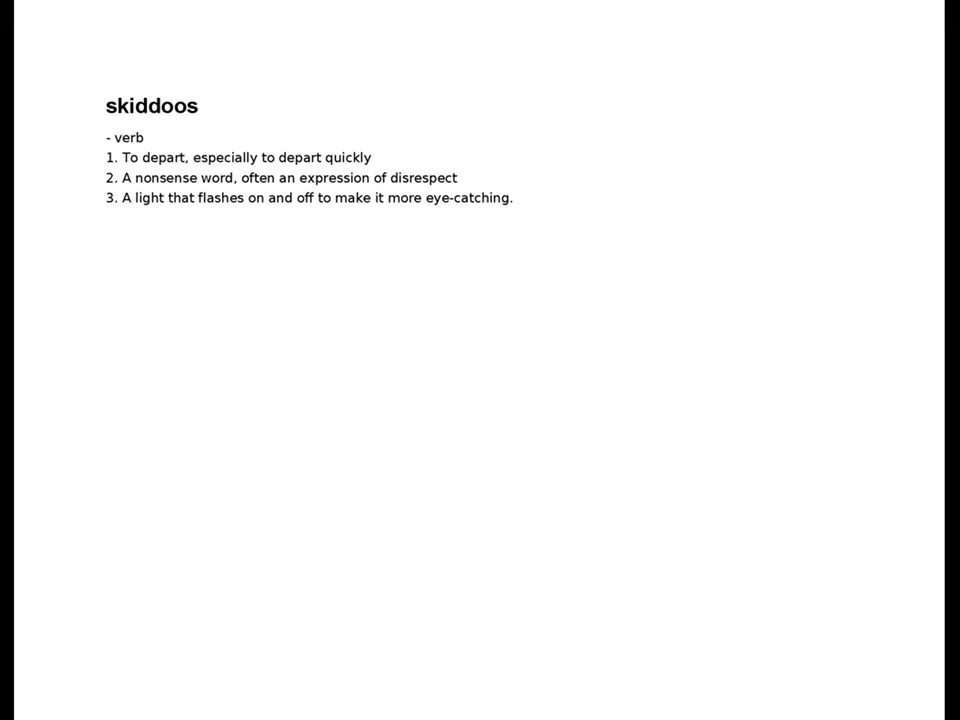 skiddoos
- verb
1. To depart, especially to depart quickly
2. A nonsense word, often an expression of disrespect
3. A light that flashes on and off to make it more eye-catching.